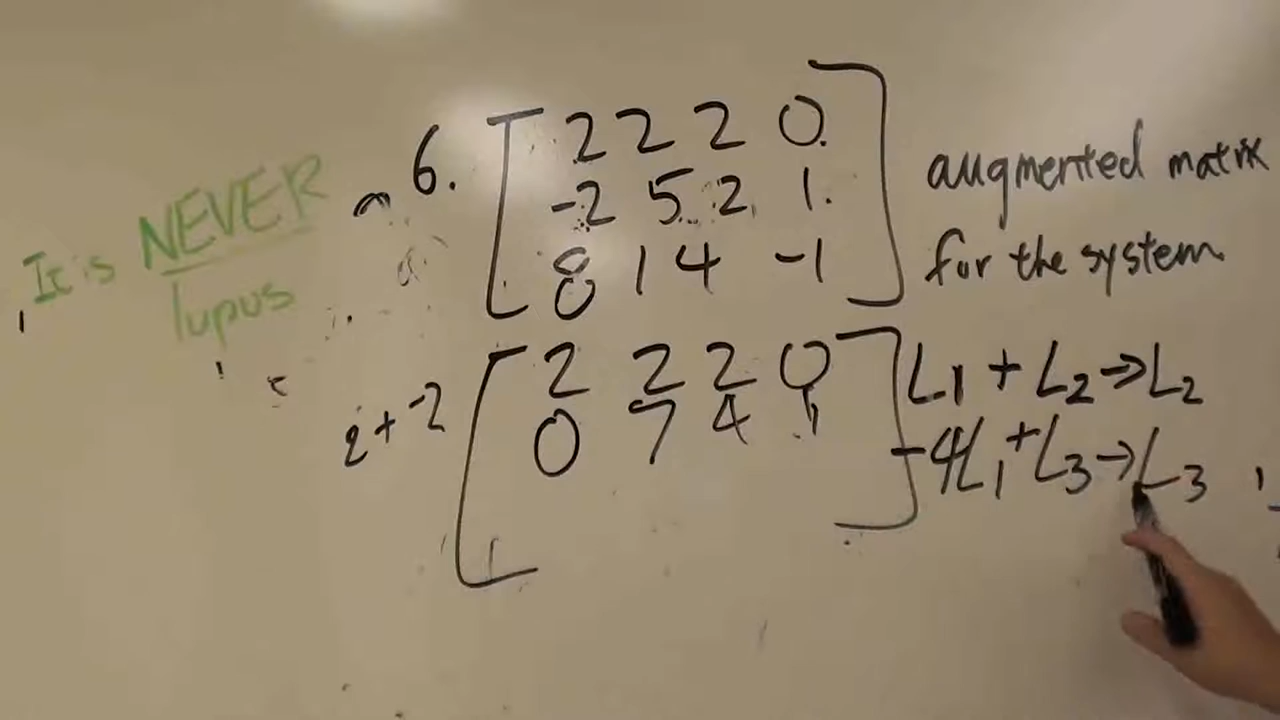 It is NEVER
lupus
6.
2 2 2 0
-2 5 2 1
8 1 4 -1
augmented matrix
for the system
2 + -2
2 2 2 0
0 7 4 1
L1 + L2 → L2
-4L1 + L3 → L3